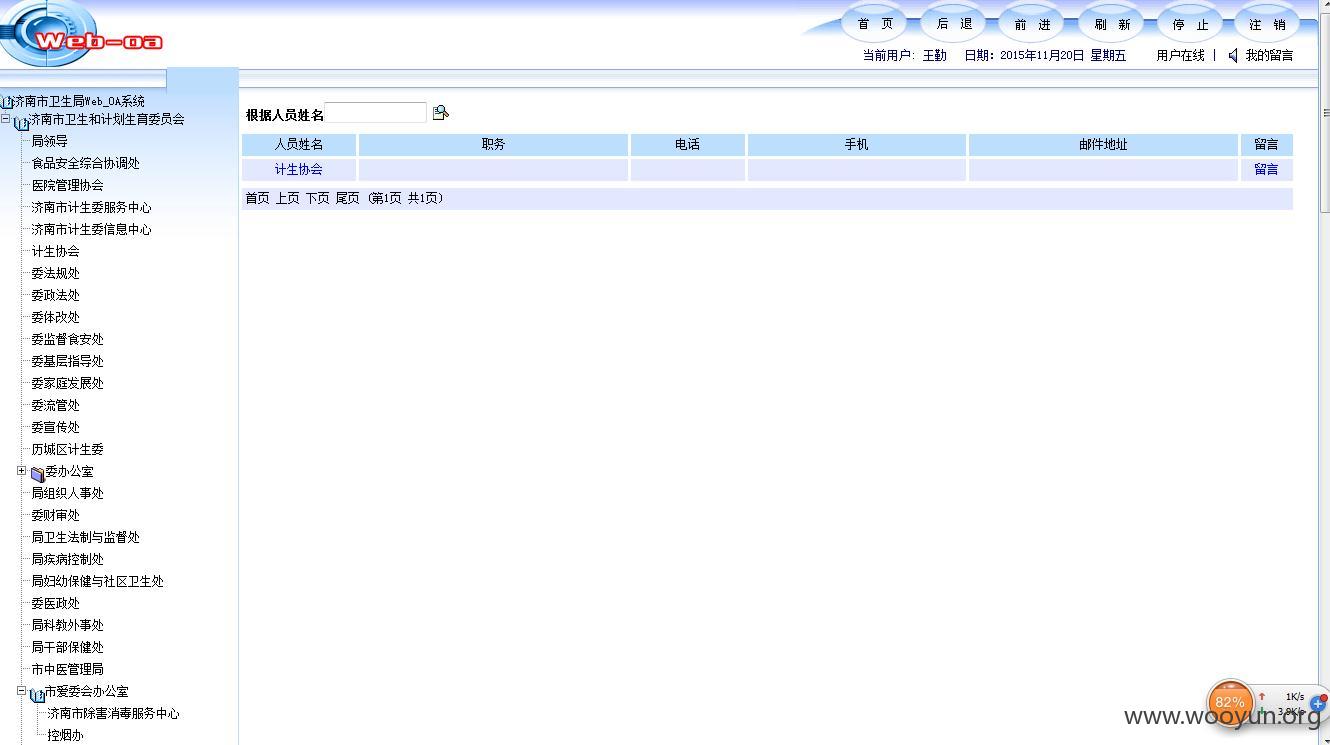 Web-oa
首 页 后 退 前 进 刷 新 停 止 注 销
当前用户: 王勤 日期: 2015年11月20日 星期五 用户在线 | 我的留言
济南市卫生局Web_OA系统
济南市卫生和计划生育委员会
局领导
食品安全综合协调处
医院管理协会
济南市计生委服务中心
济南市计生委信息中心
计生协会
委法规处
委政法处
委体改处
委监督食安处
委基层指导处
委家庭发展处
委流管处
委宣传处
历城区计生委
委办公室
局组织人事处
委财审处
局卫生法制与监督处
局疾病控制处
局妇幼保健与社区卫生处
委医政处
局科教外事处
局干部保健处
市中医管理局
市爱委会办公室
济南市除害消毒服务中心
控烟办
根据人员姓名
人员姓名 职务 电话 手机 邮件地址 留言
计生协会 留言
首页 上页 下页 尾页 (第1页 共1页)
82%
1K/s
3.9K/s
www.wooyun.org